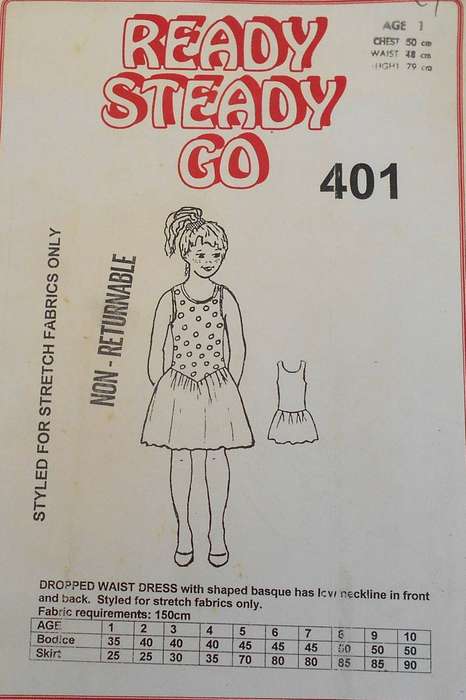 READY
STEADY
GO
AGE 1
CHEST 50 cm
WAIST 48 cm
HIGHT 79 cm
401
STYLED FOR STRETCH FABRICS ONLY
NON-RETURNABLE
DROPPED WAIST DRESS with shaped basque has low neckline in front
and back. Styled for stretch fabrics only.
Fabric requirements: 150cm
AGE 1 2 3 4 5 6 7 8 9 10
Bodice 35 40 40 40 45 45 45 50 50 50
Skirt 25 25 30 35 70 80 80 85 85 90